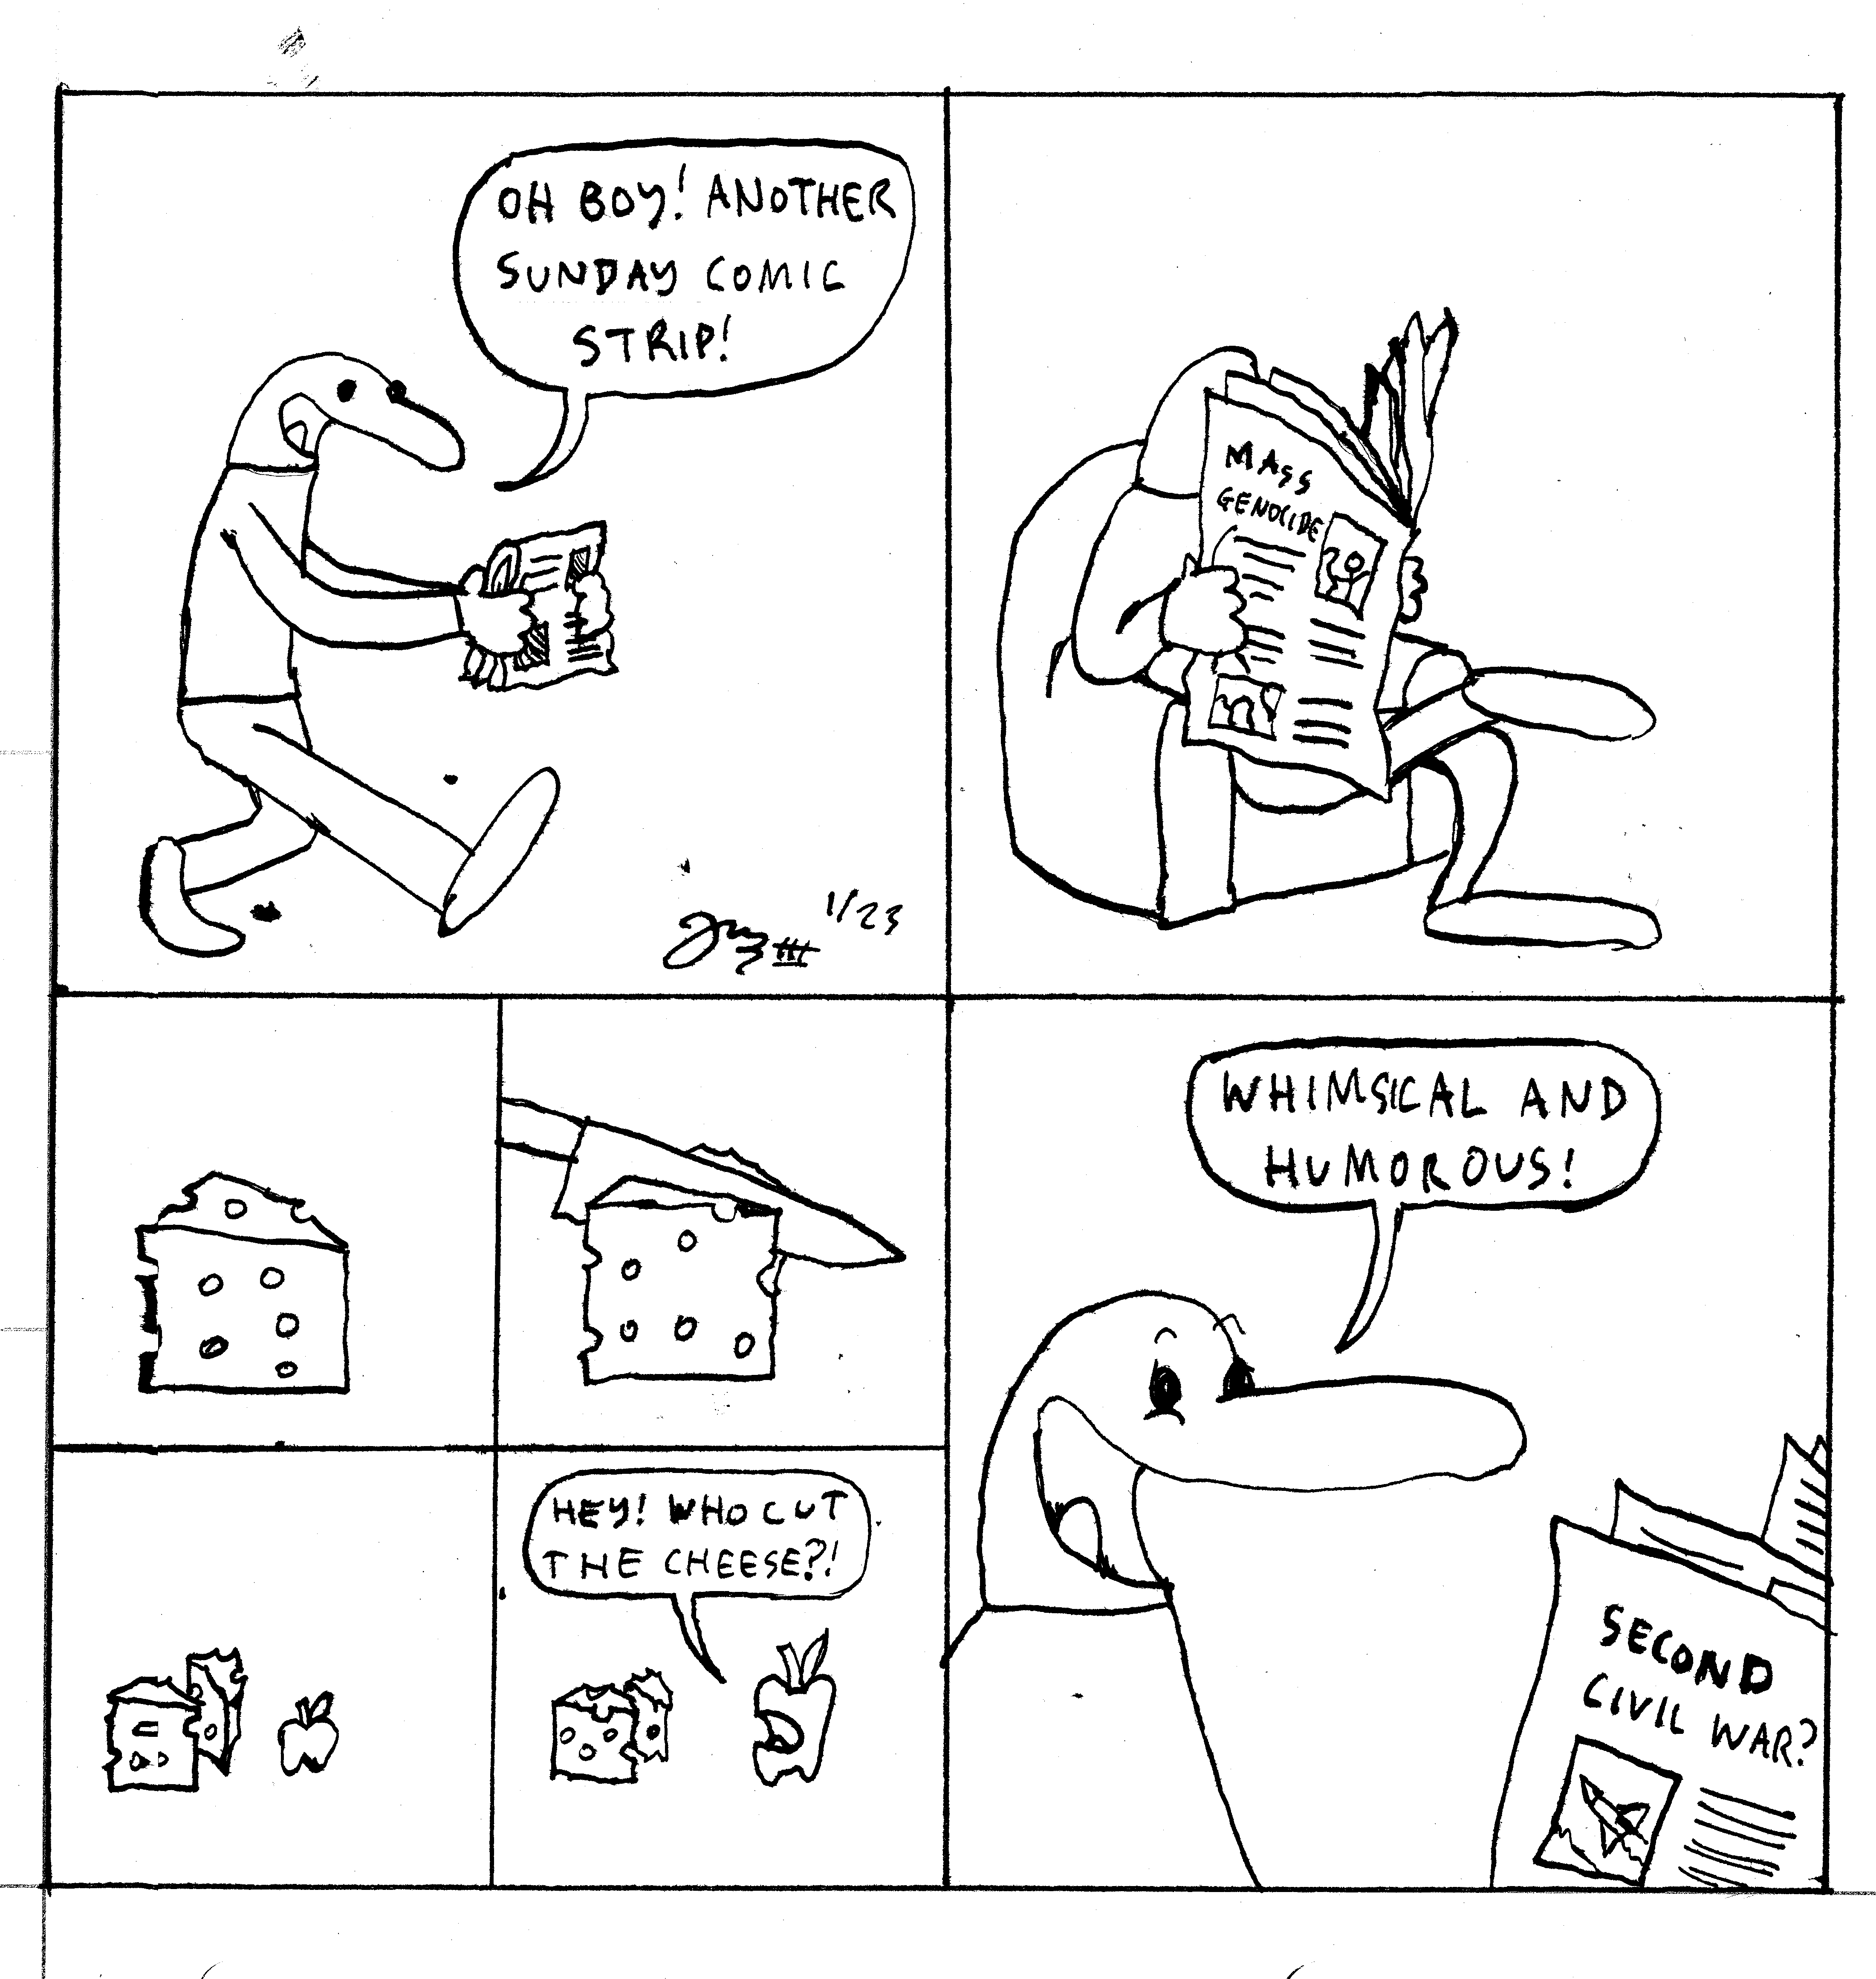 OH BOY! ANOTHER
SUNDAY COMIC
STRIP!
1/23
MASS
GENOCIDE
HEY! WHO CUT
THE CHEESE?!
WHIMSICAL AND
HUMOROUS!
SECOND
CIVIL WAR?